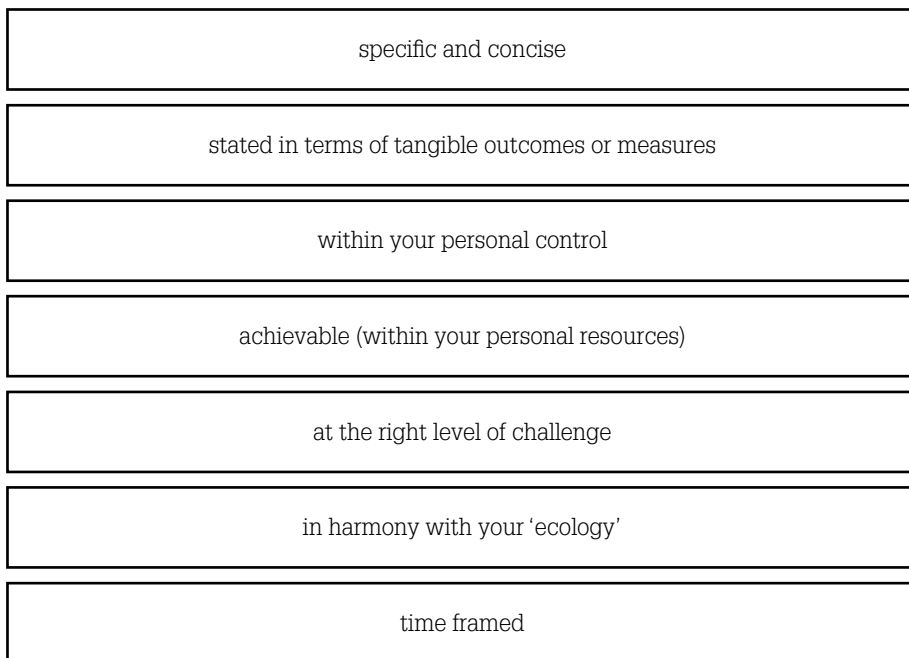 specific and concise
stated in terms of tangible outcomes or measures
within your personal control
achievable (within your personal resources)
at the right level of challenge
in harmony with your ‘ecology’
time framed